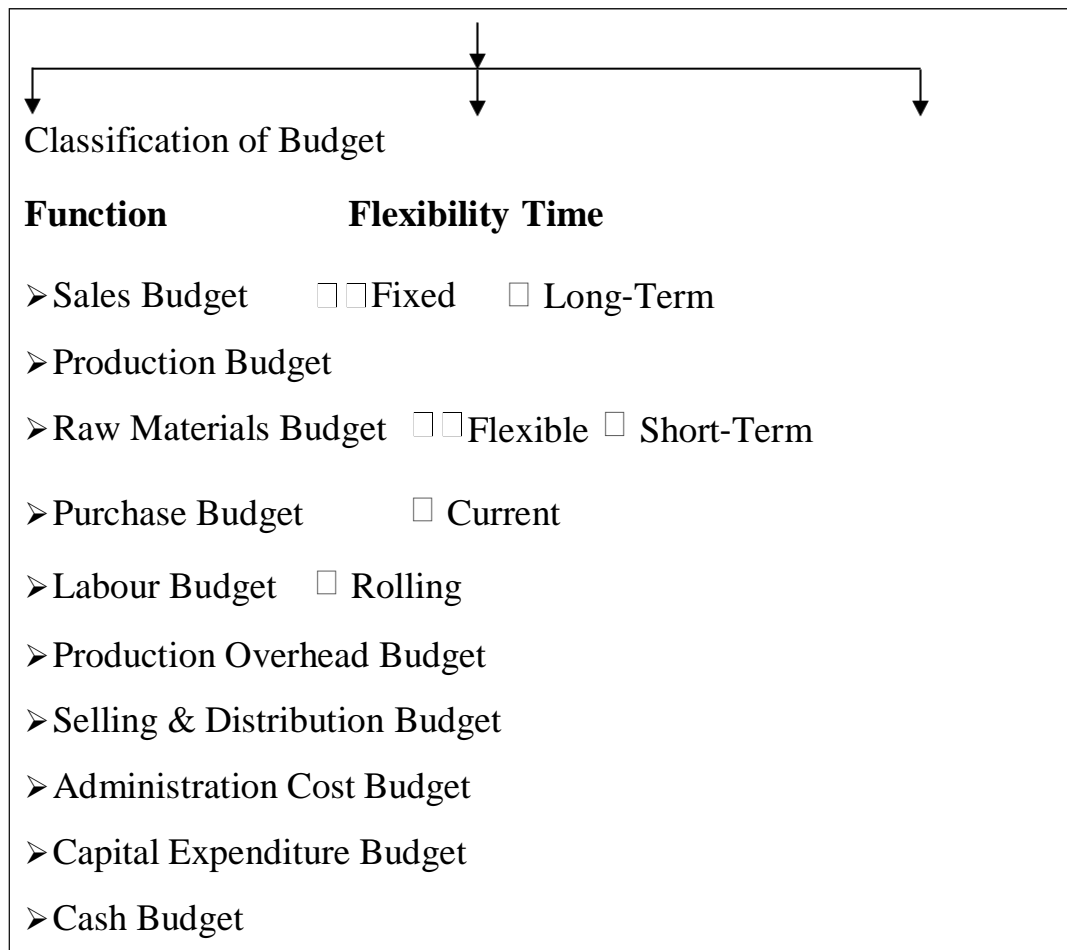 Classification of Budget
Function Flexibility Time
➢Sales Budget □ □Fixed □ Long-Term
➢Production Budget
➢Raw Materials Budget □ □Flexible □ Short-Term
➢Purchase Budget □ Current
➢Labour Budget □ Rolling
➢Production Overhead Budget
➢Selling & Distribution Budget
➢Administration Cost Budget
➢Capital Expenditure Budget
➢Cash Budget